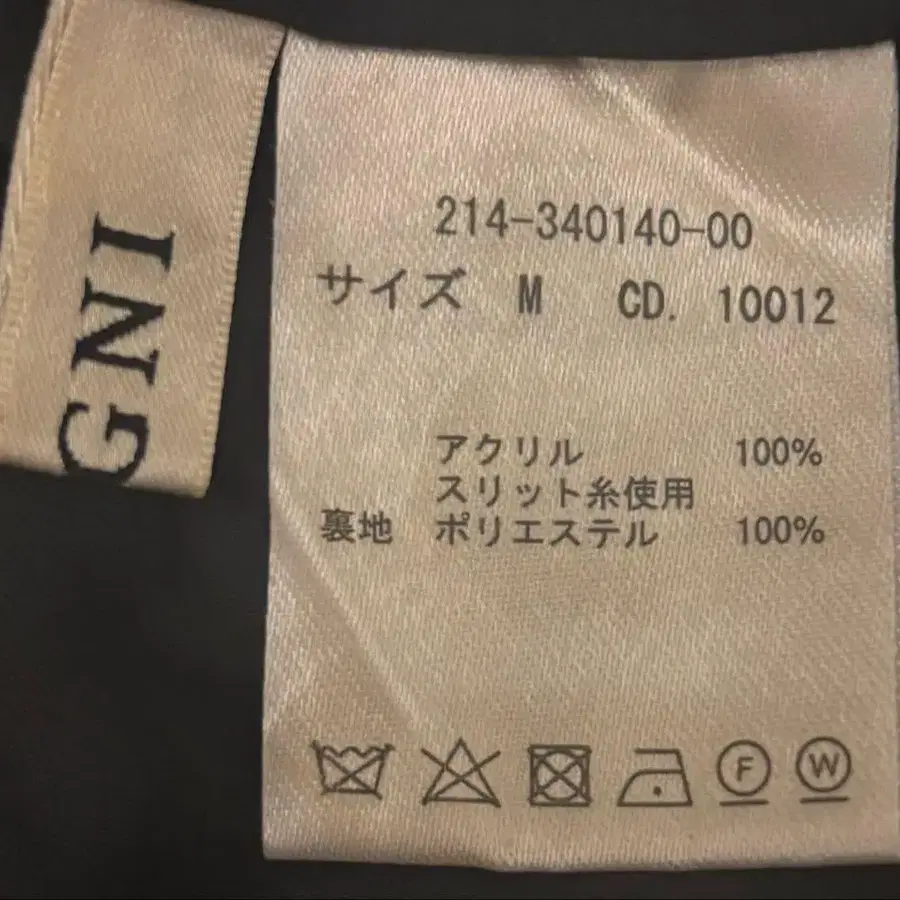 GNI
214-340140-00
サイズ M CD. 10012
アクリル 100%
スリット糸使用
裏地 ポリエステル 100%
F W